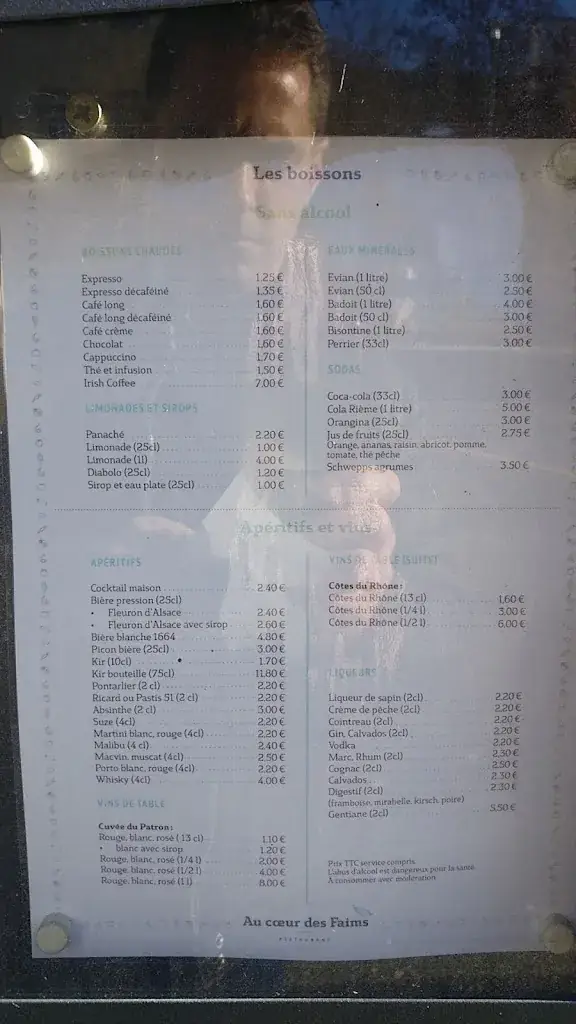 Les boissons
Sans alcool
BOISSONS CHAUDES
Expresso 1.25 €
Expresso décaféiné 1.35 €
Café long 1,60 €
Café long décaféiné 1,60 €
Café crème 1,60 €
Chocolat 1,60 €
Cappuccino 1.70 €
Thé et infusion 1,50 €
Irish Coffee 7.00 €
LIMONADES ET SIROPS
Panaché 2.20 €
Limonade (25cl) 1.00 €
Limonade (1l) 4.00 €
Diabolo (25cl) 1.20 €
Sirop et eau plate (25cl) 1.00 €
EAUX MINERALES
Evian (1 litre) 3.00 €
Evian (50 cl) 2.50 €
Badoit (1 litre) 4.00 €
Badoit (50 cl) 3.00 €
Bisontine (1 litre) 2.50 €
Perrier (33cl) 3.00 €
SODAS
Coca-cola (33cl) 3.00 €
Cola Rième (1 litre) 5.00 €
Orangina (25cl) 3.00 €
Jus de fruits (25cl) 2.75 €
Orange, ananas, raisin, abricot, pomme,
tomate, thé pêche
Schwepps agrumes 3.50 €
Apéritifs et vins
APÉRITIFS
Cocktail maison 2.40 €
Bière pression (25cl)
• Fleuron d'Alsace 2.40 €
• Fleuron d'Alsace avec sirop 2.60 €
Bière blanche 1664 4.80 €
Picon bière (25cl) 3.00 €
Kir (10cl) 1.70 €
Kir bouteille (75cl) 11.80 €
Pontarlier (2 cl) 2.20 €
Ricard ou Pastis 51 (2 cl) 2.20 €
Absinthe (2 cl) 3.00 €
Suze (4cl) 2.20 €
Martini blanc, rouge (4cl) 2.20 €
Malibu (4 cl) 2.40 €
Macvin, muscat (4cl) 2.50 €
Porto blanc, rouge (4cl) 2.20 €
Whisky (4cl) 4.00 €
VINS DE TABLE
Cuvée du Patron :
Rouge, blanc, rosé (13 cl) 1.10 €
• blanc avec sirop 1.20 €
Rouge, blanc, rosé (1/4 l) 2.00 €
Rouge, blanc, rosé (1/2 l) 4.00 €
Rouge, blanc, rosé (1 l) 8.00 €
VINS DE TABLE (SUITE)
Côtes du Rhône :
Côtes du Rhône (13 cl) 1,60 €
Côtes du Rhône (1/4 l) 3,00 €
Côtes du Rhône (1/2 l) 6,00 €
LIQUEURS
Liqueur de sapin (2cl) 2.20 €
Crème de pêche (2cl) 2.20 €
Cointreau (2cl) 2.20 €
Gin, Calvados (2cl) 2.20 €
Vodka 2.20 €
Marc, Rhum (2cl) 2.30 €
Cognac (2cl) 2.50 €
Calvados 2.30 €
Digestif (2cl) 2.30 €
(framboise, mirabelle, kirsch, poire)
Gentiane (2cl) 5.50 €
Prix TTC service compris.
L'abus d'alcool est dangereux pour la santé.
A consommer avec modération.
Au cœur des Faims
RESTAURANT